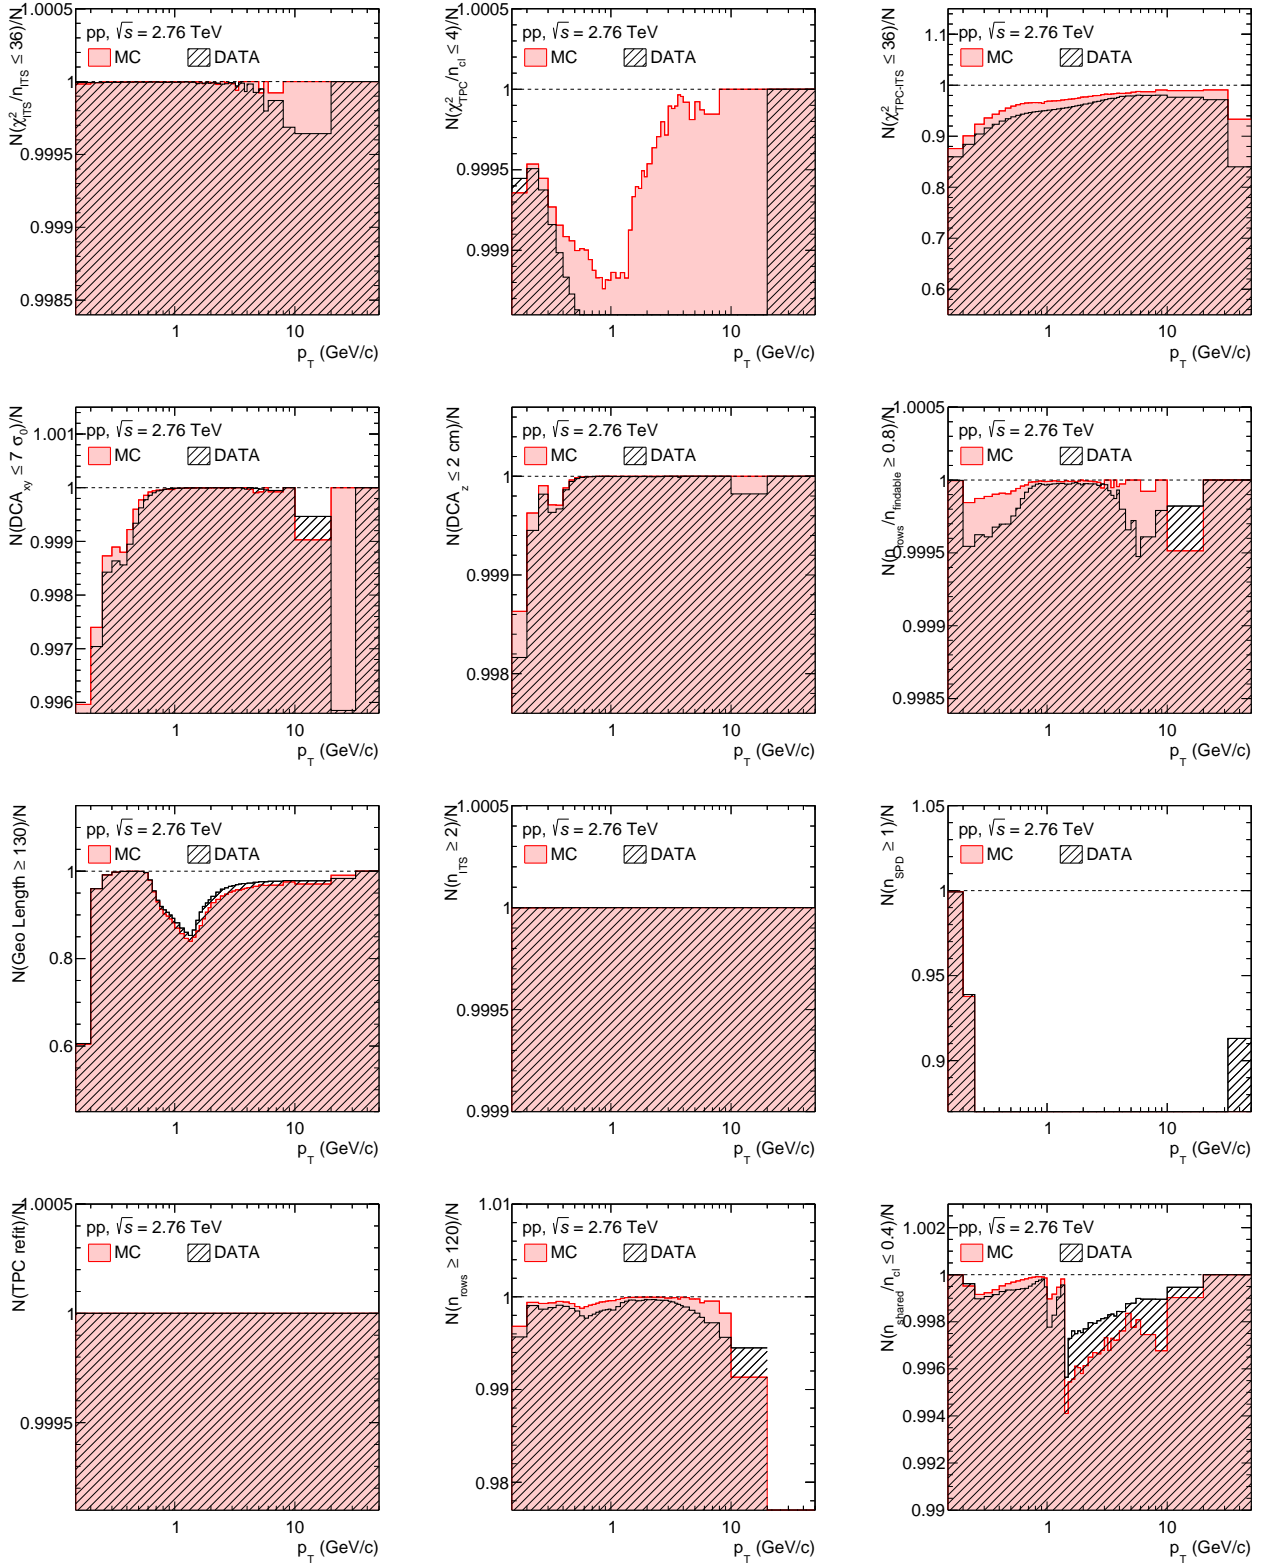 N(χ²ITS/nITS ≤ 36)/N
1.0005
1
0.9995
0.999
0.9985
pp, √s = 2.76 TeV
MC DATA
1 10
pT (GeV/c)
N(χ²TPC/ncl ≤ 4)/N
1.0005
1
0.9995
0.999
pp, √s = 2.76 TeV
MC DATA
1 10
pT (GeV/c)
N(χ²TPC-ITS ≤ 36)/N
1.1
1
0.9
0.8
0.7
0.6
pp, √s = 2.76 TeV
MC DATA
1 10
pT (GeV/c)
N(DCAxy ≤ 7 σ0)/N
1.001
1
0.999
0.998
0.997
0.996
pp, √s = 2.76 TeV
MC DATA
1 10
pT (GeV/c)
N(DCAz ≤ 2 cm)/N
1
0.999
0.998
pp, √s = 2.76 TeV
MC DATA
1 10
pT (GeV/c)
N(nrows/nfindable ≥ 0.8)/N
1.0005
1
0.9995
0.999
0.9985
pp, √s = 2.76 TeV
MC DATA
1 10
pT (GeV/c)
N(Geo Length ≥ 130)/N
1
0.8
0.6
pp, √s = 2.76 TeV
MC DATA
1 10
pT (GeV/c)
N(nITS ≥ 2)/N
1.0005
1
0.9995
0.999
pp, √s = 2.76 TeV
MC DATA
1 10
pT (GeV/c)
N(nSPD ≥ 1)/N
1.05
1
0.95
0.9
pp, √s = 2.76 TeV
MC DATA
1 10
pT (GeV/c)
N(TPC refit)/N
1.0005
1
0.9995
pp, √s = 2.76 TeV
MC DATA
1 10
pT (GeV/c)
N(nrows ≥ 120)/N
1.01
1
0.99
0.98
pp, √s = 2.76 TeV
MC DATA
1 10
pT (GeV/c)
N(nshared/ncl ≤ 0.4)/N
1.002
1
0.998
0.996
0.994
0.992
0.99
pp, √s = 2.76 TeV
MC DATA
1 10
pT (GeV/c)